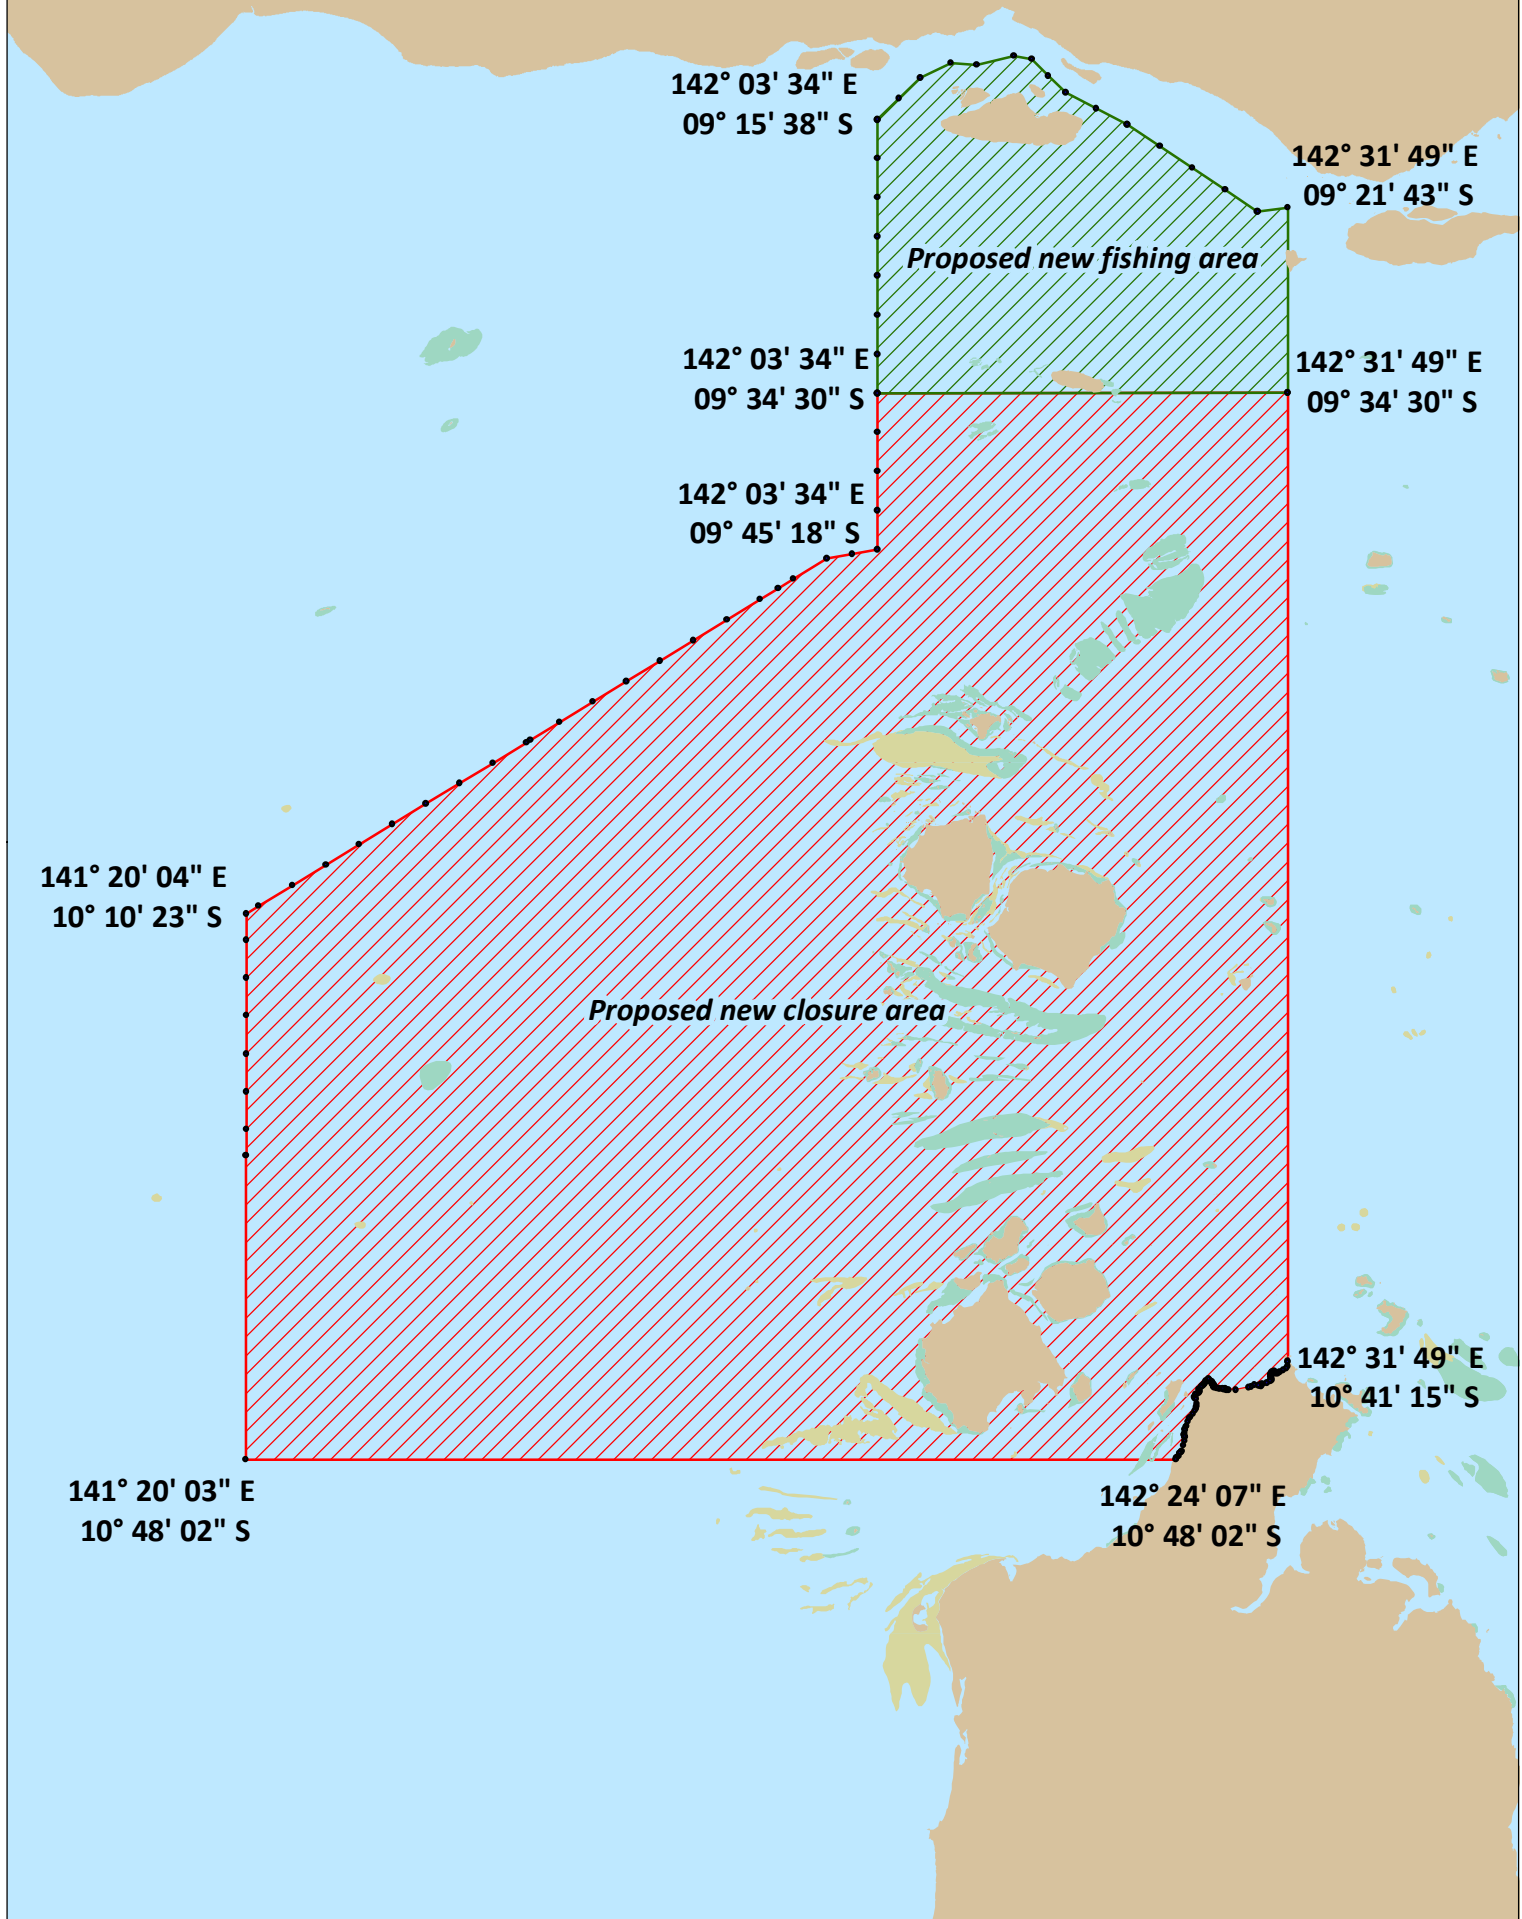 142° 03' 34" E
09° 15' 38" S
142° 31' 49" E
09° 21' 43" S
Proposed new fishing area
142° 03' 34" E
09° 34' 30" S
142° 31' 49" E
09° 34' 30" S
142° 03' 34" E
09° 45' 18" S
141° 20' 04" E
10° 10' 23" S
Proposed new closure area
142° 31' 49" E
10° 41' 15" S
141° 20' 03" E
10° 48' 02" S
142° 24' 07" E
10° 48' 02" S